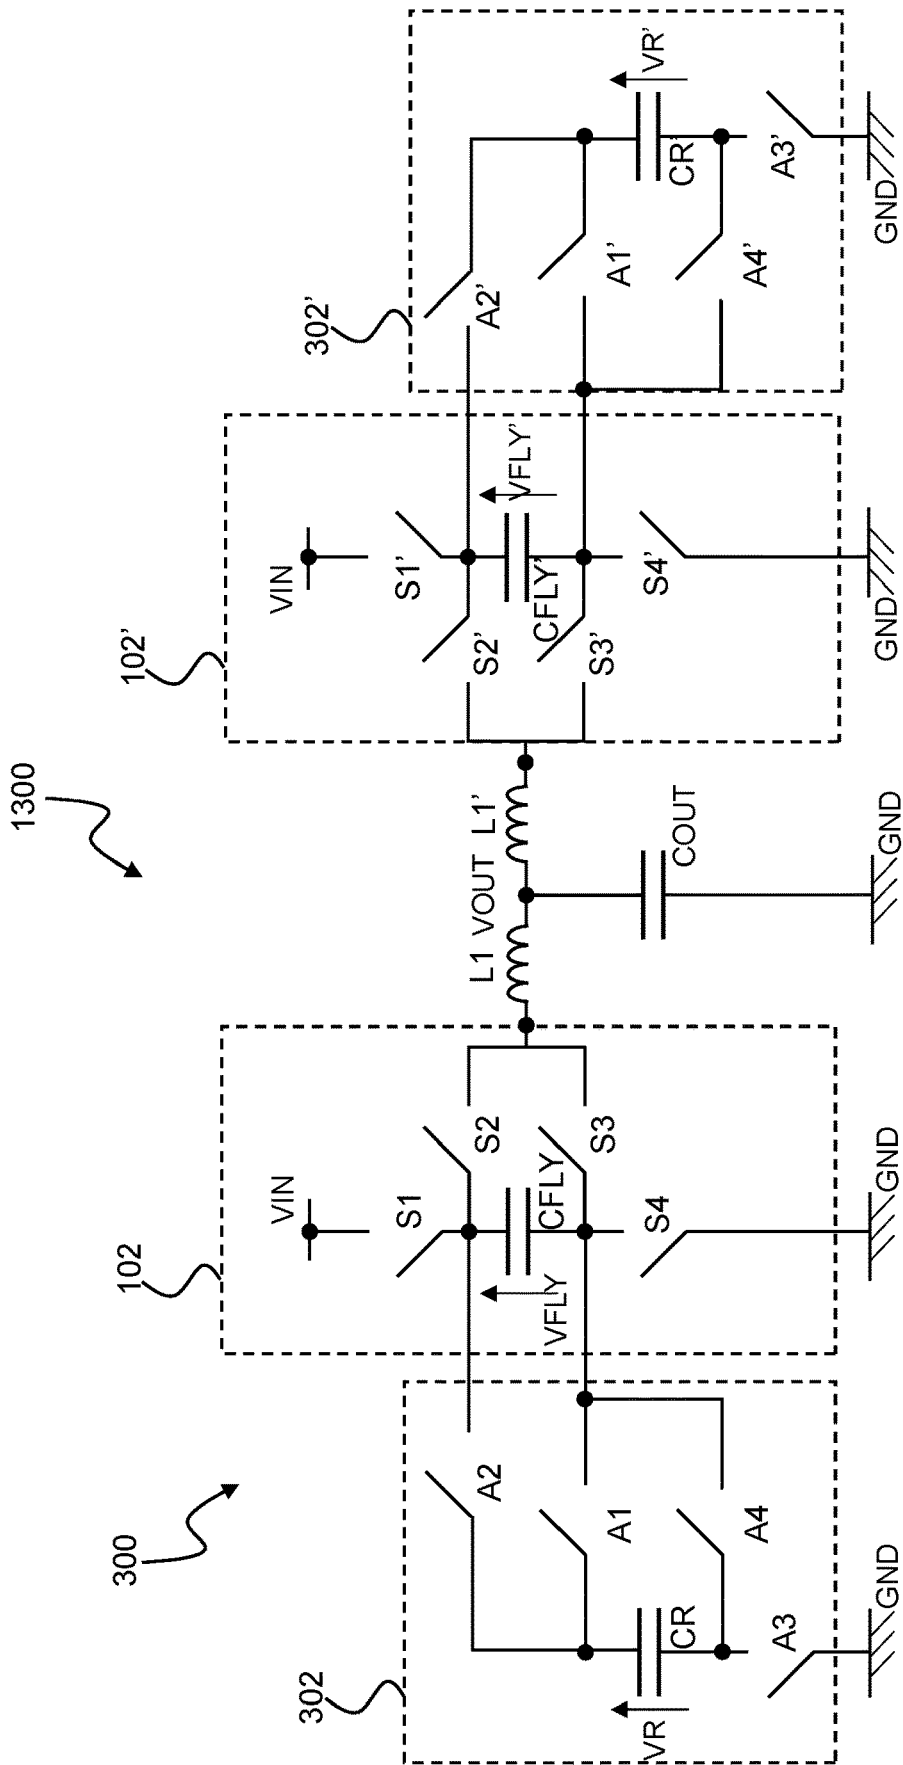 1300
300
302
102
102'
302'
VIN
S1
S2
CFLY
VFLY
S3
S4
GND
A2
A1
A4
CR
VR
A3
GND
L1
VOUT
L1'
COUT
GND
VIN
S1'
S2'
CFLY'
VFLY'
S3'
S4'
GND
A2'
A1'
A4'
CR'
VR'
A3'
GND